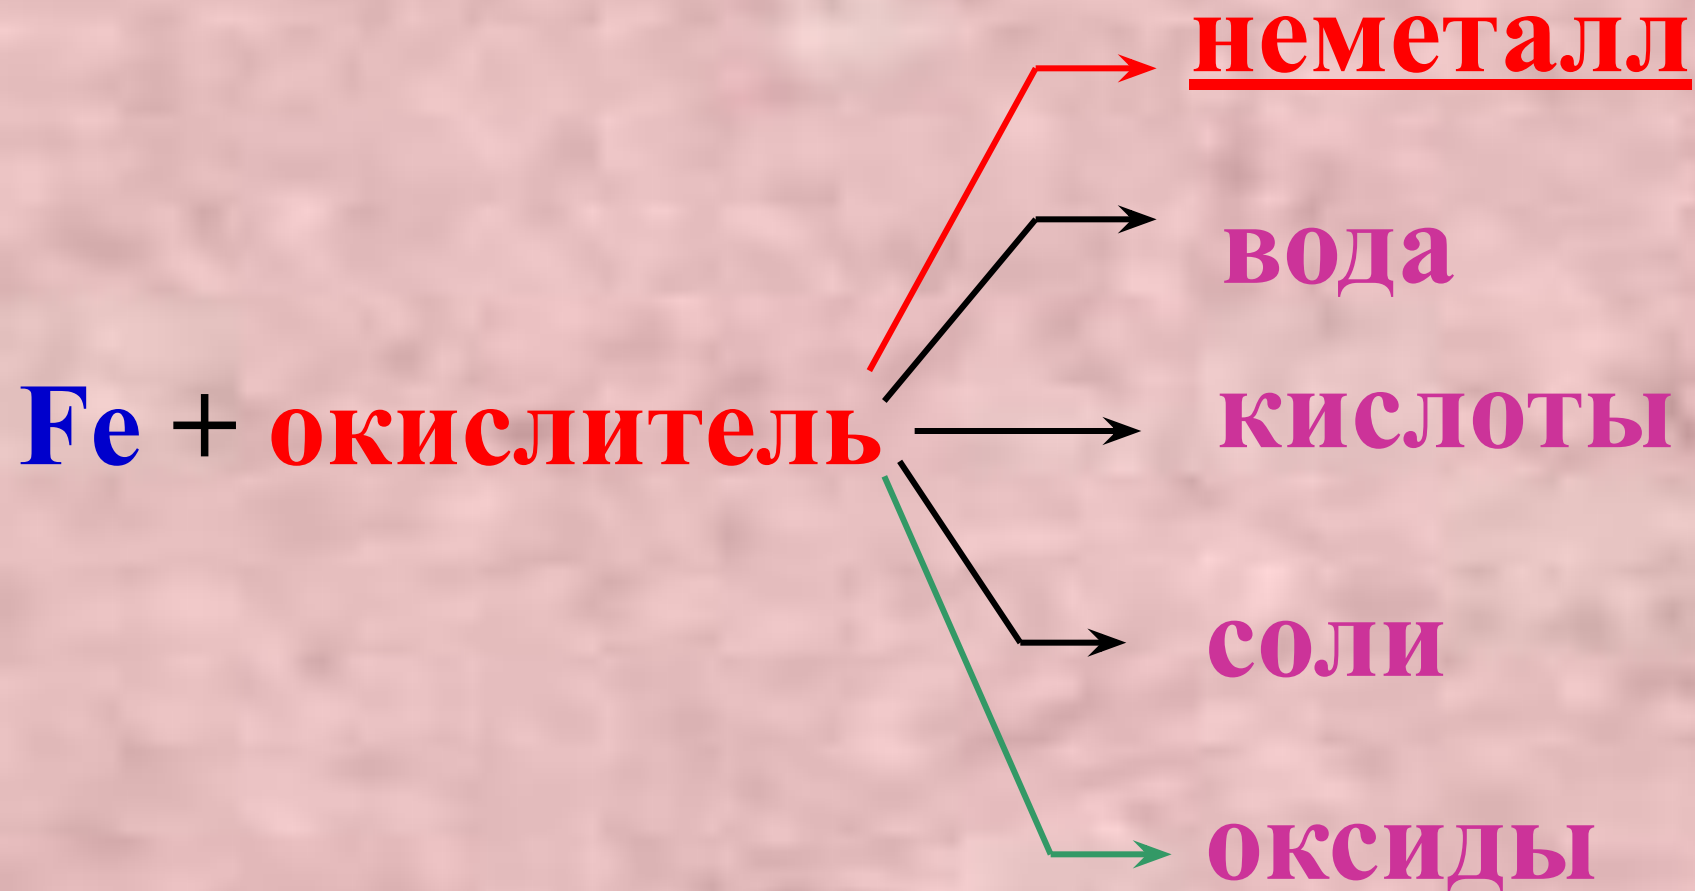 неметалл
вода
кислоты
Fe + окислитель
соли
оксиды